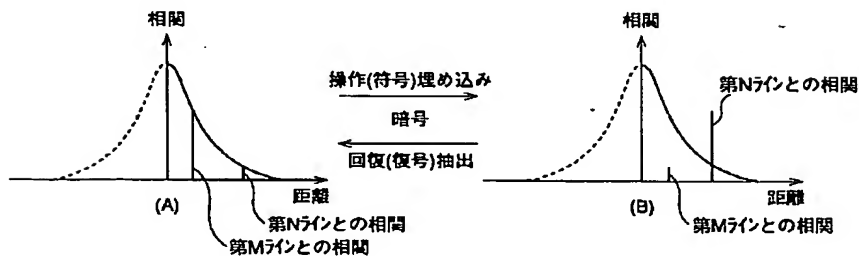 相関
操作(符号)埋め込み
暗号
回復(復号)抽出
距離
(A)
第Nラインとの相関
第Mラインとの相関
相関
第Nラインとの相関
距離
(B)
第Mラインとの相関